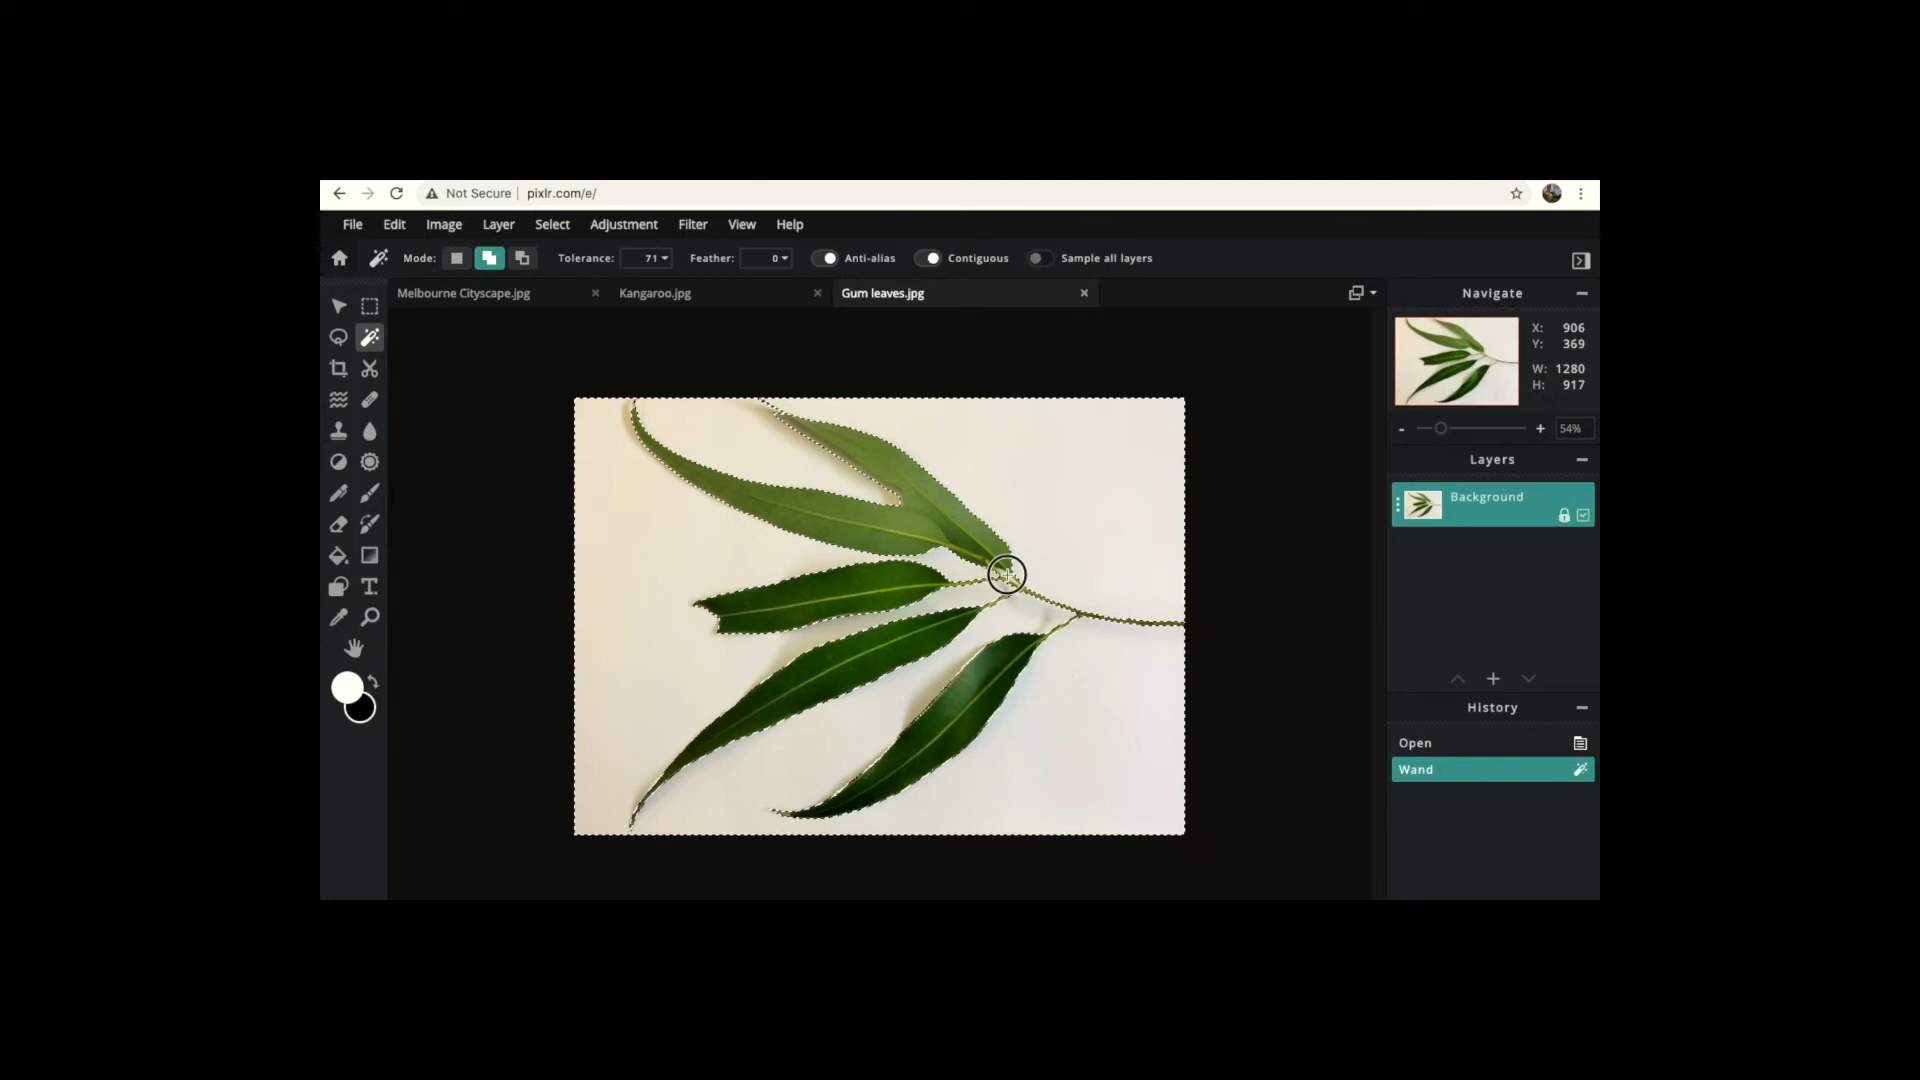 Not Secure pixlr.com/e/
File Edit Image Layer Select Adjustment Filter View Help
Mode: Tolerance: 71 Feather: 0 Anti-alias Contiguous Sample all layers
Melbourne Cityscape.jpg Kangaroo.jpg Gum leaves.jpg
Navigate
X: 906
Y: 369
W: 1280
H: 917
- + 54%
Layers
Background
History
Open
Wand